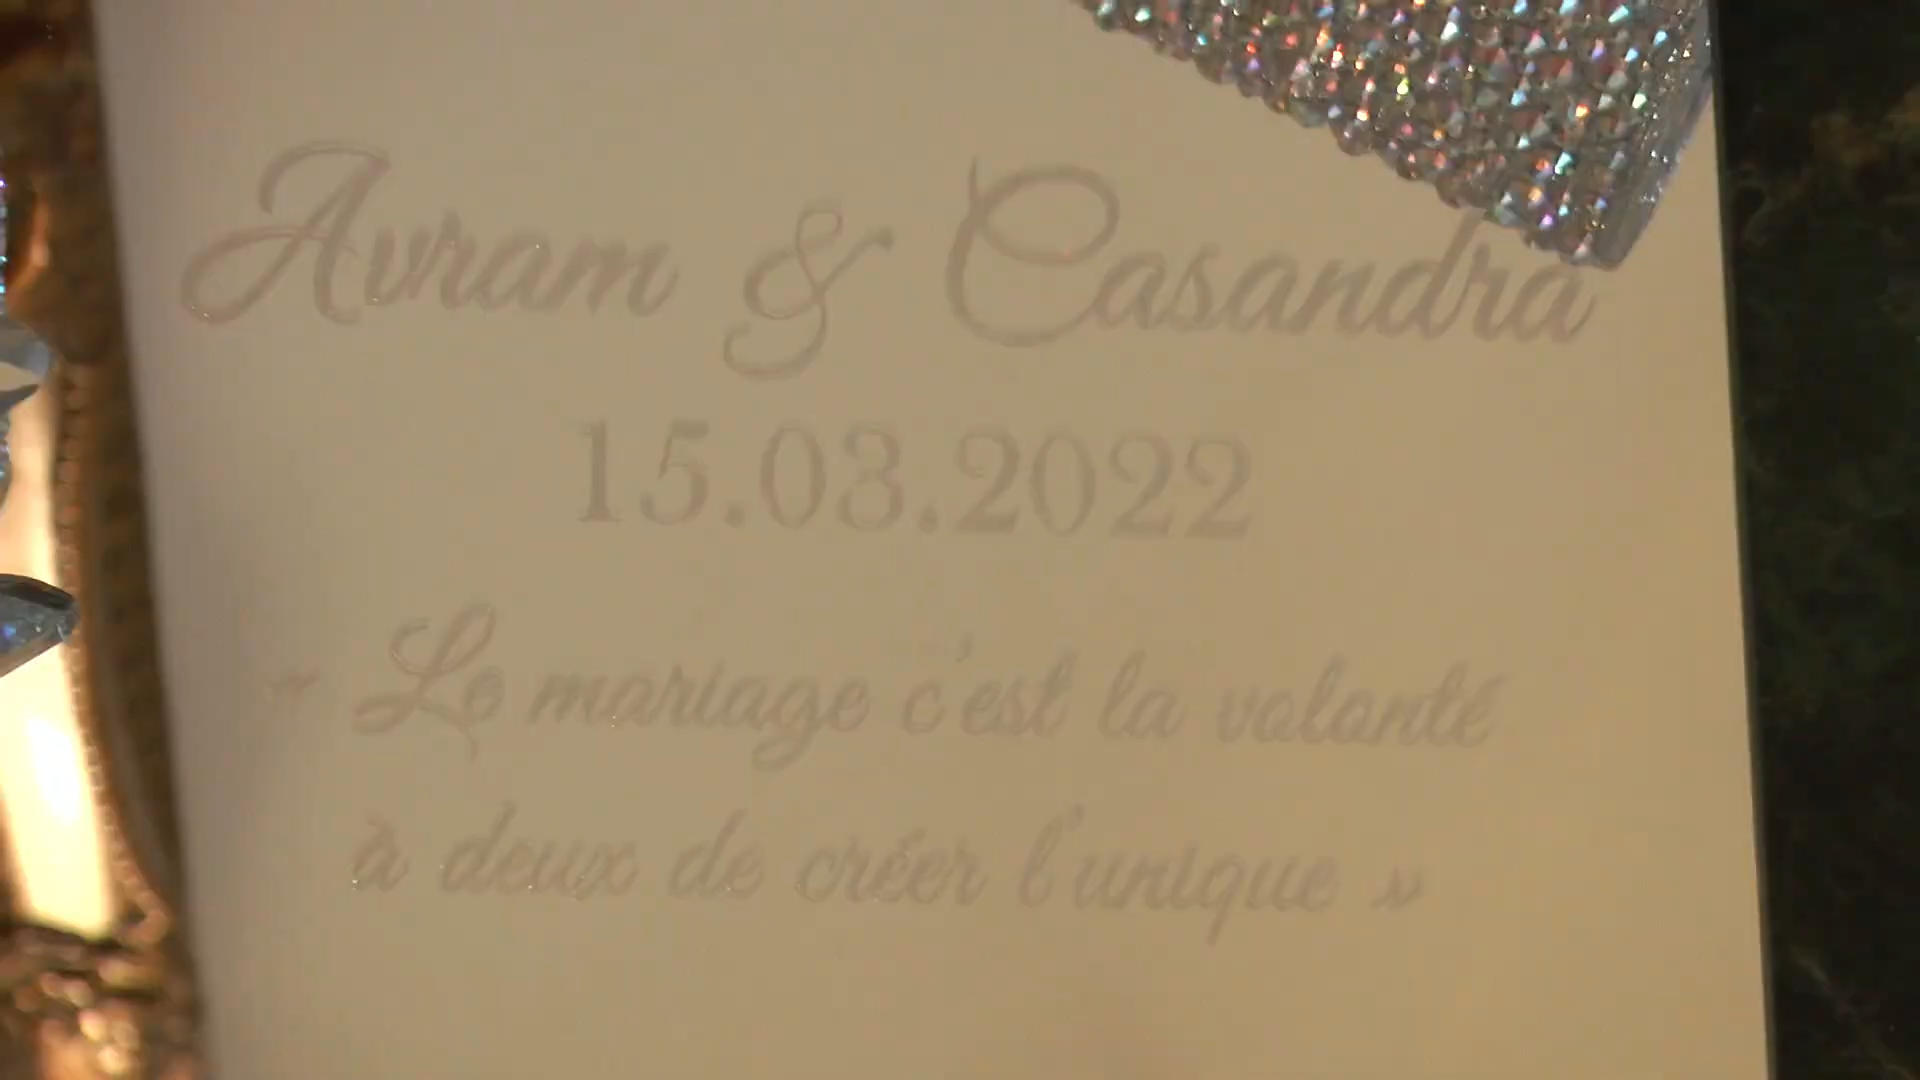 Avram & Casandra
15.03.2022
« Le mariage c'est la volonté
à deux de créer l'unique »